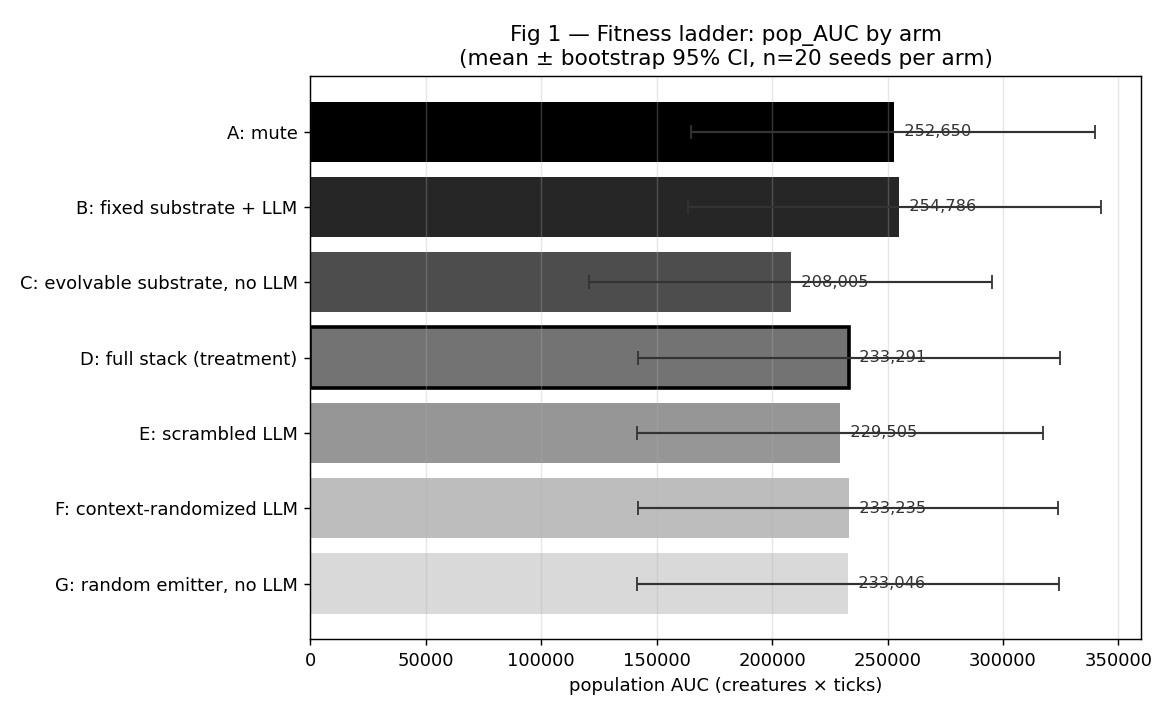 Fig 1 — Fitness ladder: pop_AUC by arm
(mean ± bootstrap 95% CI, n=20 seeds per arm)
A: mute
252,650
B: fixed substrate + LLM
254,786
C: evolvable substrate, no LLM
208,005
D: full stack (treatment)
233,291
E: scrambled LLM
229,505
F: context-randomized LLM
233,235
G: random emitter, no LLM
233,046
0 50000 100000 150000 200000 250000 300000 350000
population AUC (creatures × ticks)